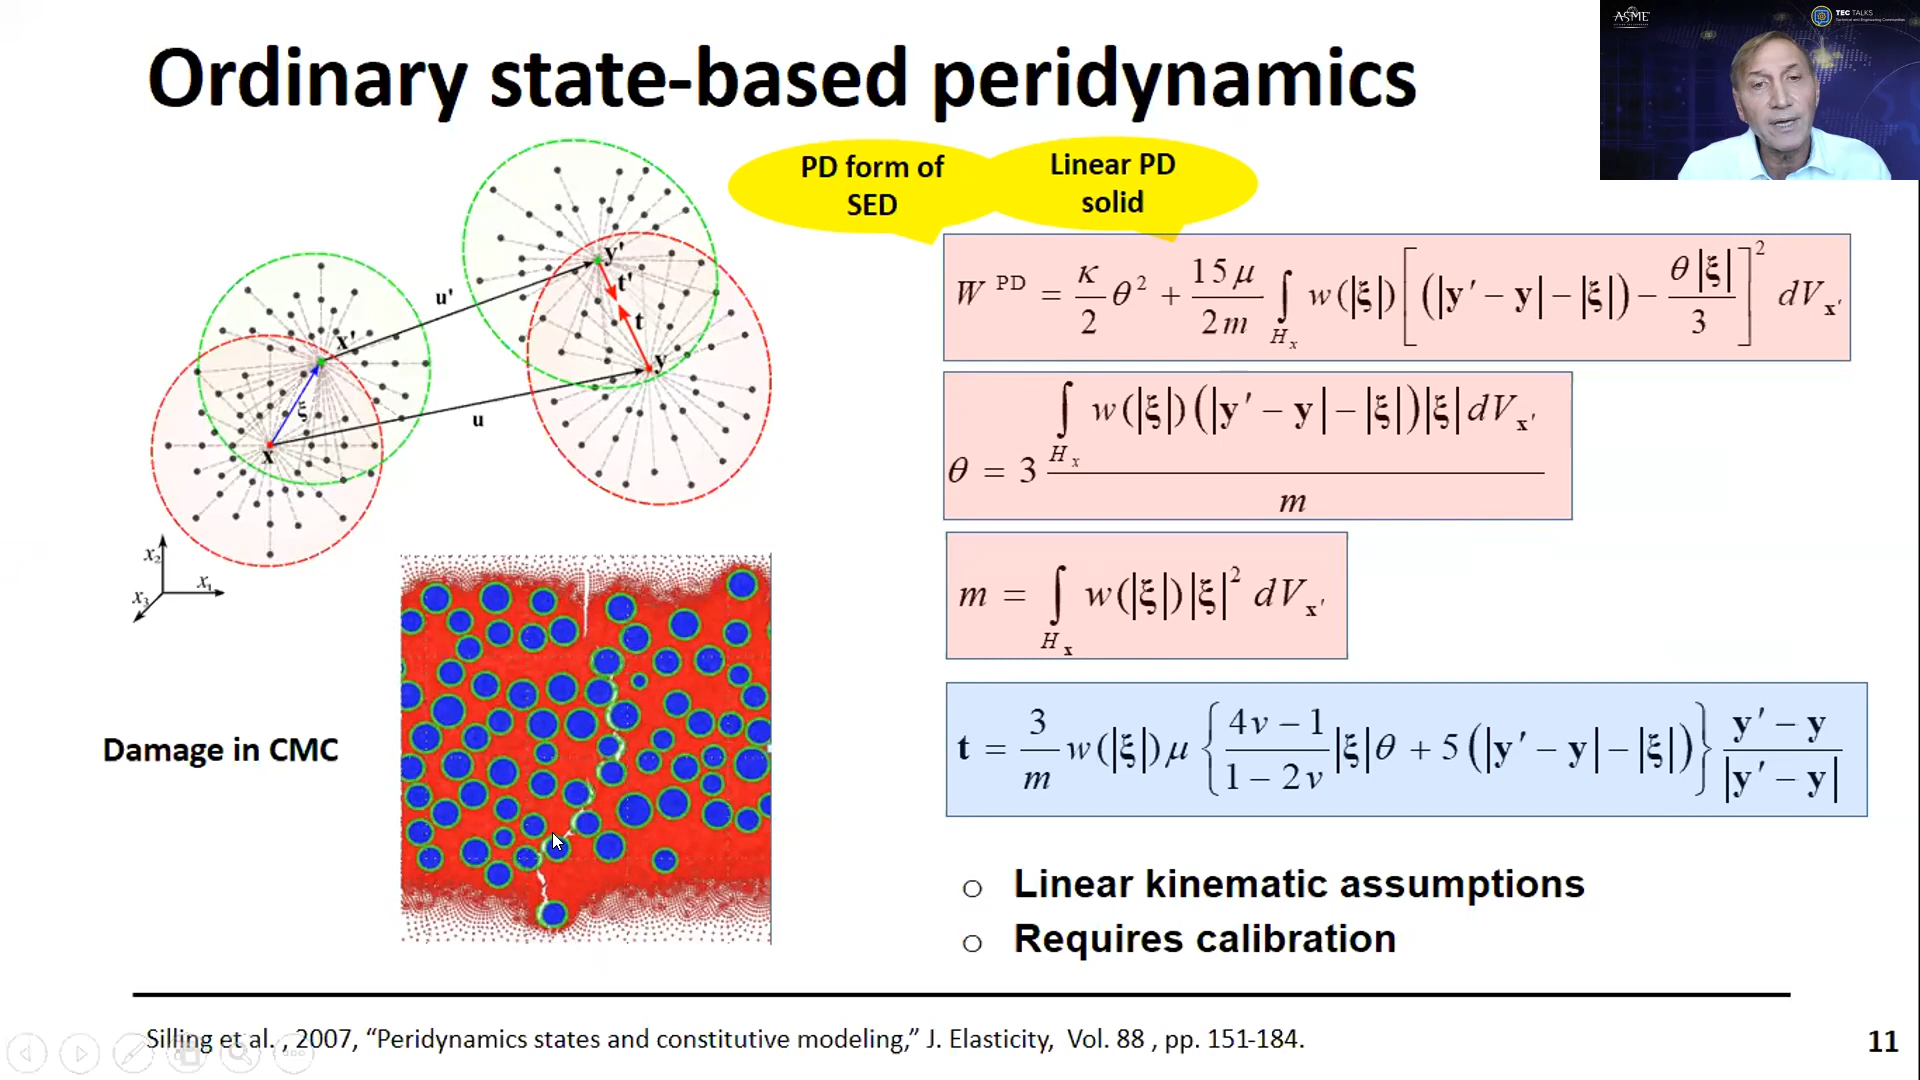 Ordinary state-based peridynamics
ASME
TEC TALKS
PD form of
SED
Linear PD
solid
y'
t'
t
y
u'
x'
ξ
x
u
x₂
x₁
x₃
W ᴾᴰ = κ/2 θ² + 15μ/2m ∫_{H_x} w(|ξ|)[(|y′ − y| − |ξ|) − θ|ξ|/3]² dV_{x′}
θ = 3 ∫_{H_x} w(|ξ|)(|y′ − y| − |ξ|)|ξ| dV_{x′} / m
m = ∫_{H_x} w(|ξ|)|ξ|² dV_{x′}
t = 3/m w(|ξ|) μ {4ν − 1/1 − 2ν |ξ|θ + 5(|y′ − y| − |ξ|)} y′ − y/|y′ − y|
Damage in CMC
○ Linear kinematic assumptions
○ Requires calibration
Silling et al. , 2007, “Peridynamics states and constitutive modeling,” J. Elasticity, Vol. 88 , pp. 151-184.
11